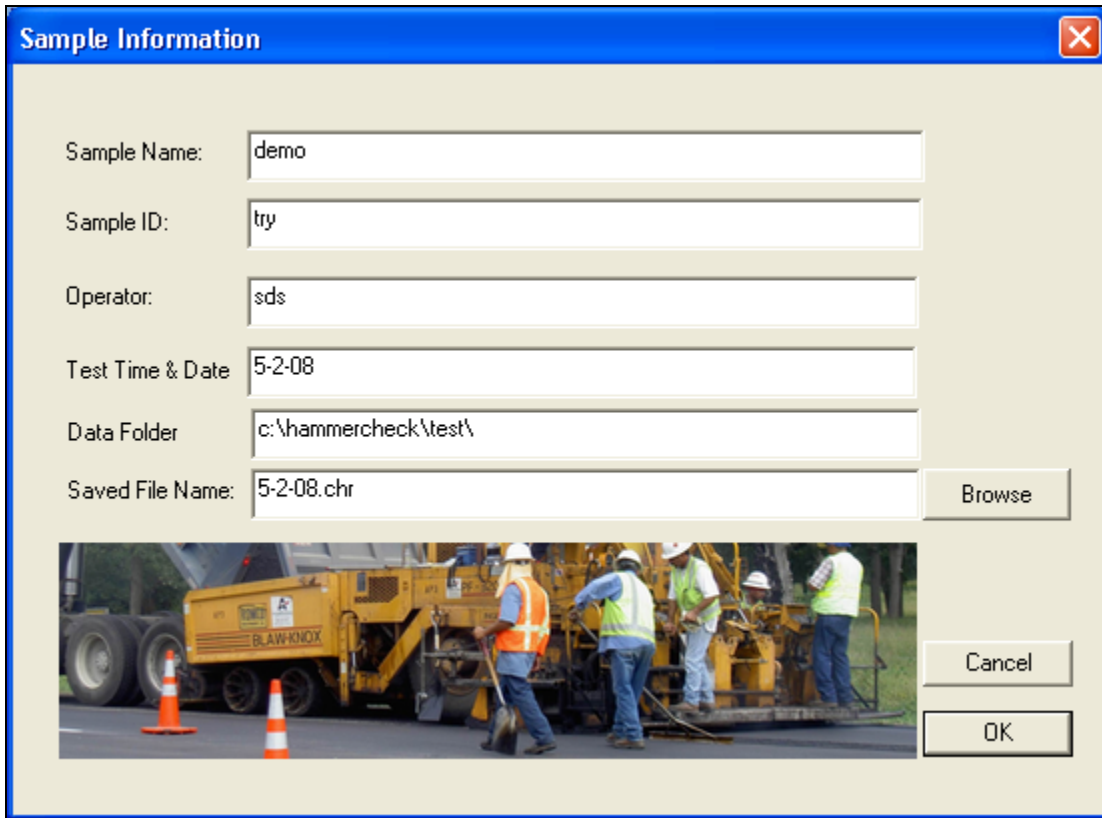 Sample Information
Sample Name: demo
Sample ID: try
Operator: sds
Test Time & Date 5-2-08
Data Folder c:\hammercheck\test\
Saved File Name: 5-2-08.chr Browse
BLAW-KNOX
Cancel
OK